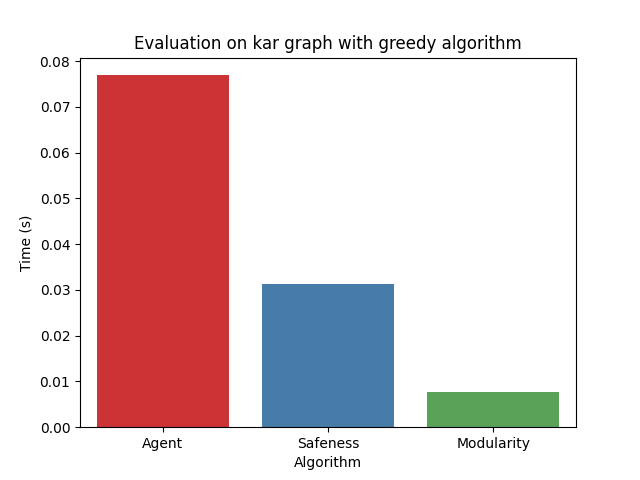 Evaluation on kar graph with greedy algorithm
0.08
0.07
0.06
0.05
0.04
0.03
0.02
0.01
0.00
Time (s)
Agent
Safeness
Modularity
Algorithm